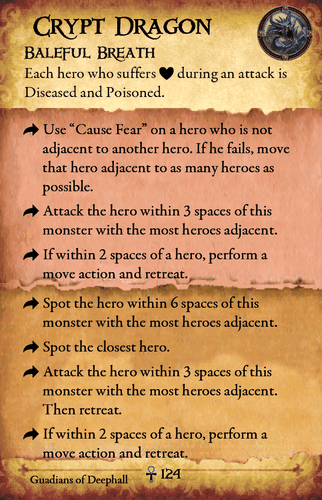 Crypt Dragon
Baleful Breath
Each hero who suffers ♥ during an attack is
Diseased and Poisoned.
Use “Cause Fear” on a hero who is not
adjacent to another hero. If he fails, move
that hero adjacent to as many heroes as
possible.
Attack the hero within 3 spaces of this
monster with the most heroes adjacent.
If within 2 spaces of a hero, perform a
move action and retreat.
Spot the hero within 6 spaces of this
monster with the most heroes adjacent.
Spot the closest hero.
Attack the hero within 3 spaces of this
monster with the most heroes adjacent.
Then retreat.
If within 2 spaces of a hero, perform a
move action and retreat.
Guadians of Deephall ☥ 124